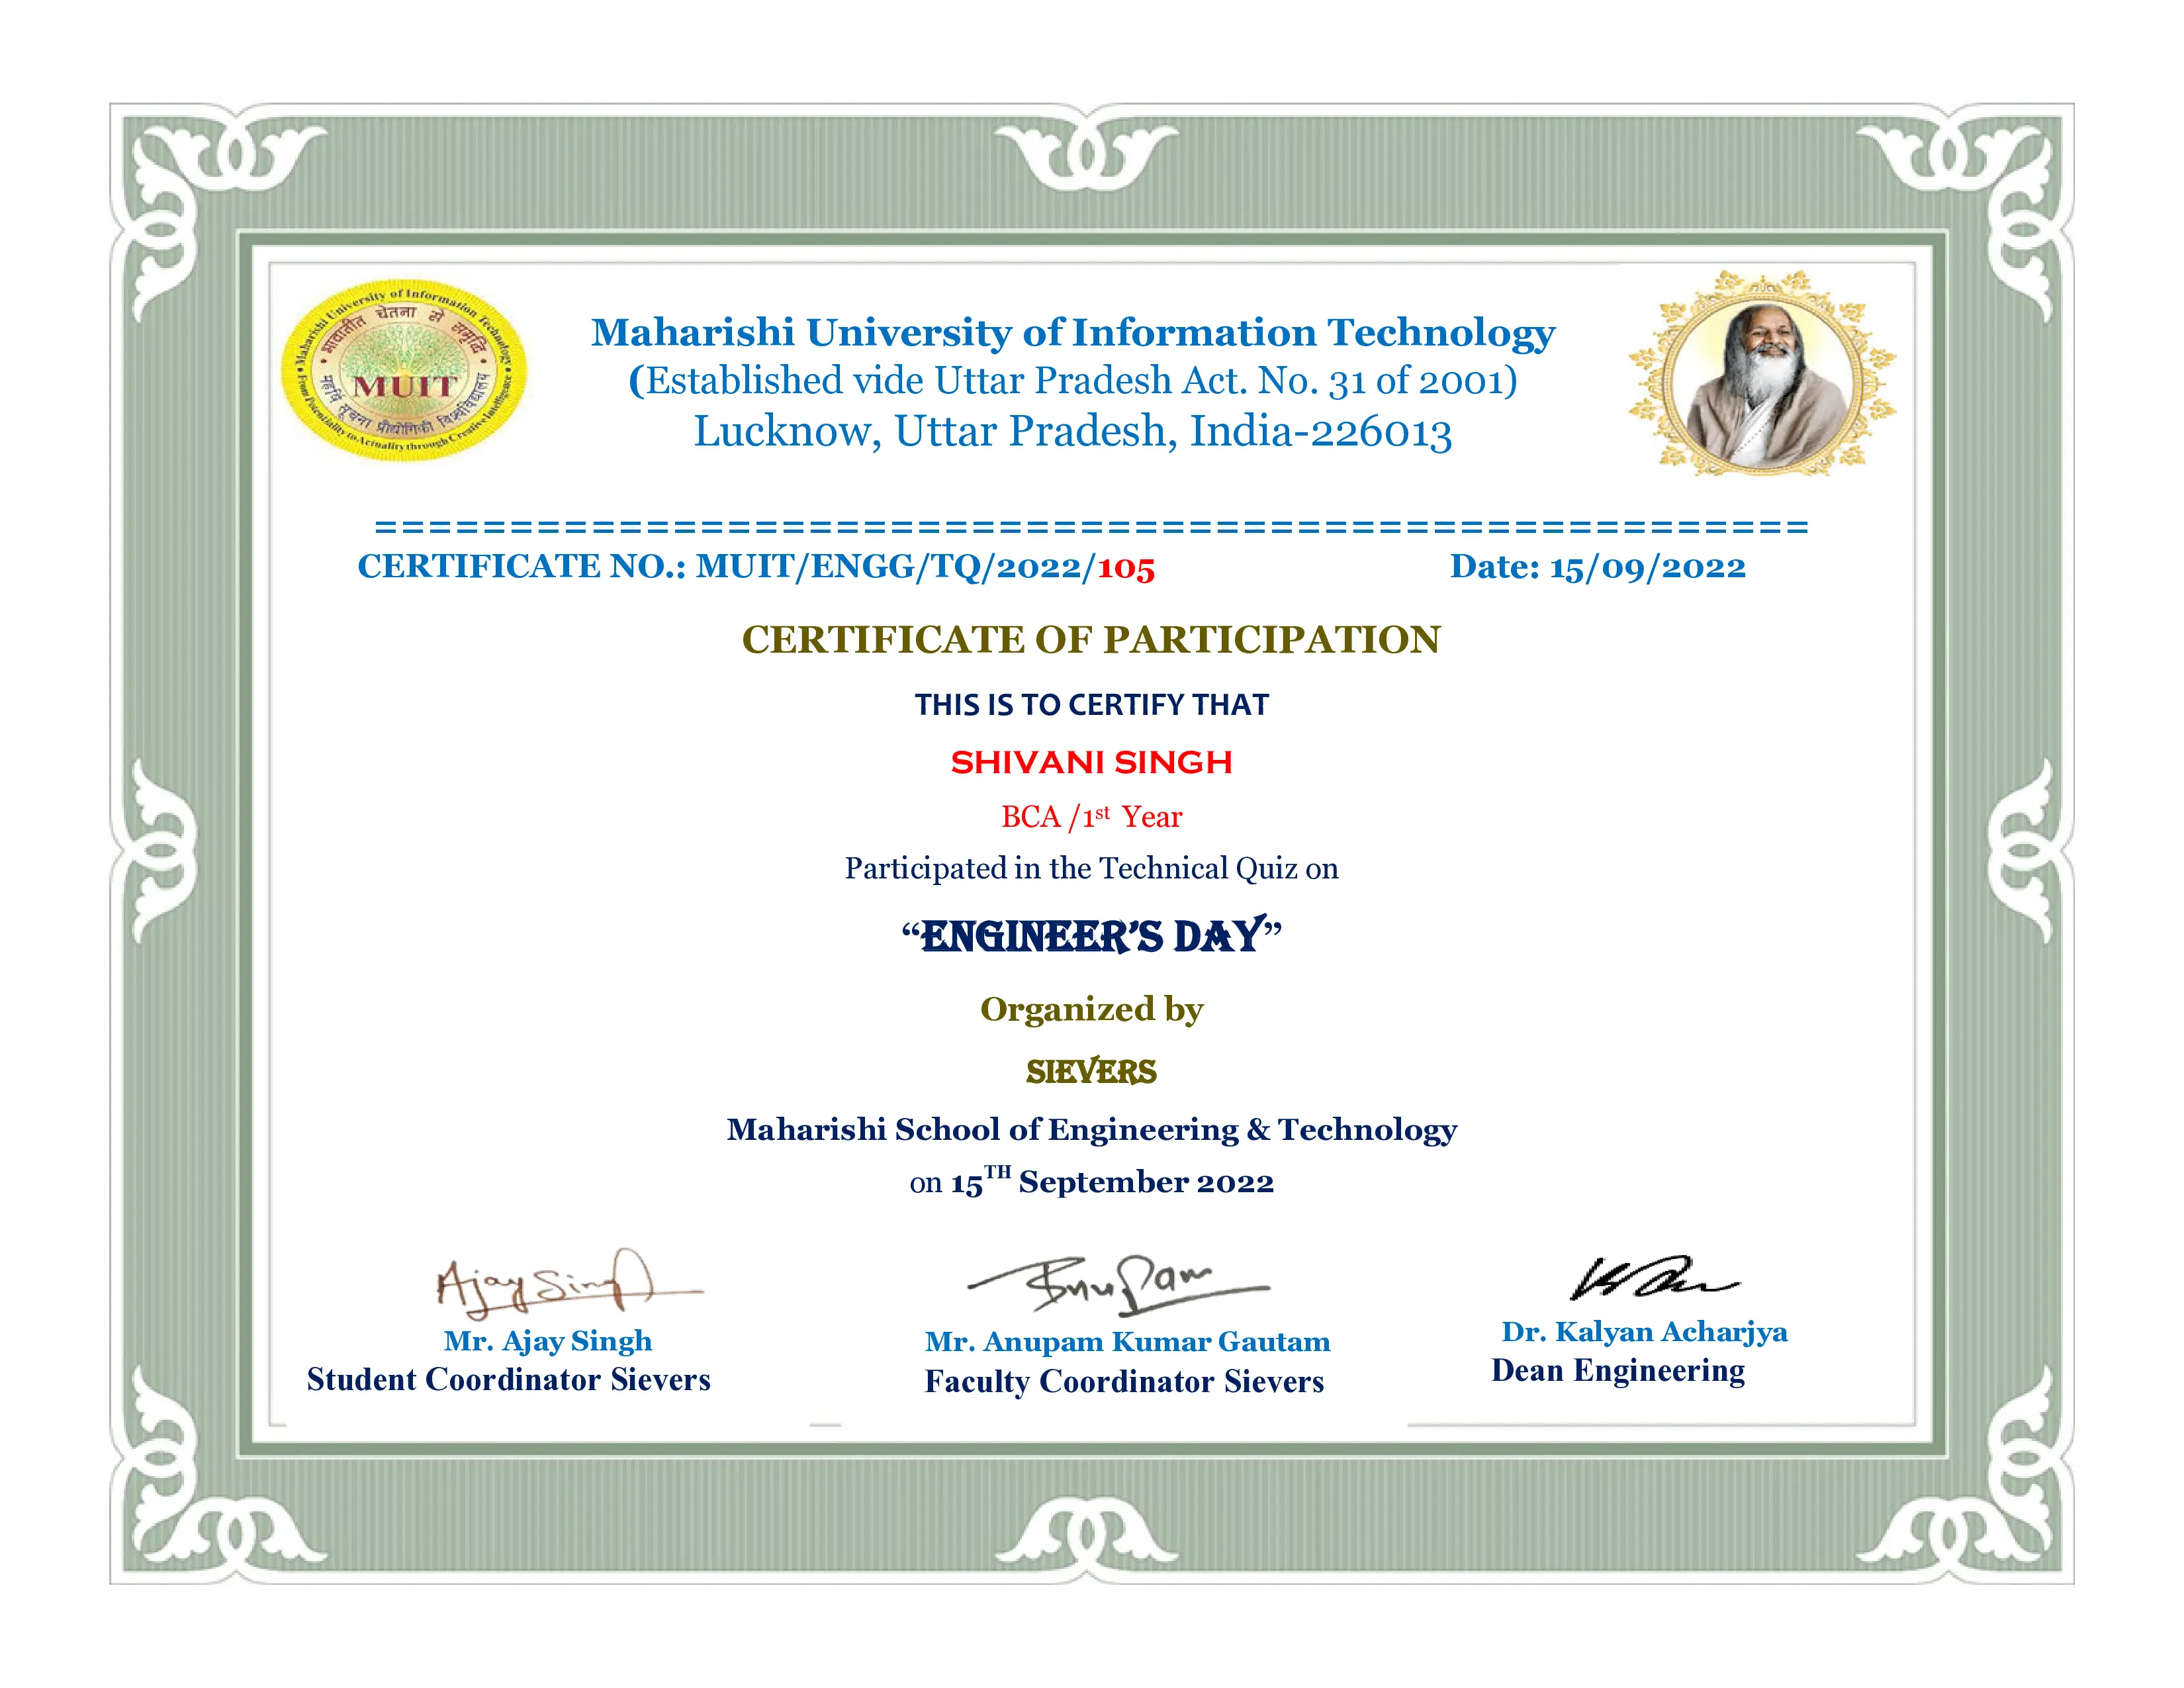 Maharishi University of Information Technology
भावातीत चेतना से समृद्धि
MUIT
महर्षि सूचना प्रौद्योगिकी विश्वविद्यालय
From Potentiality to Actuality through Creative Intelligence
Maharishi University of Information Technology
(Established vide Uttar Pradesh Act. No. 31 of 2001)
Lucknow, Uttar Pradesh, India-226013
=====================================================
CERTIFICATE NO.: MUIT/ENGG/TQ/2022/105 Date: 15/09/2022
CERTIFICATE OF PARTICIPATION
THIS IS TO CERTIFY THAT
SHIVANI SINGH
BCA /1st Year
Participated in the Technical Quiz on
“ENGINEER’S DAY”
Organized by
SIEVERS
Maharishi School of Engineering & Technology
on 15TH September 2022
Ajay Singh Anupam
Mr. Ajay Singh Mr. Anupam Kumar Gautam Dr. Kalyan Acharjya
Student Coordinator Sievers Faculty Coordinator Sievers Dean Engineering